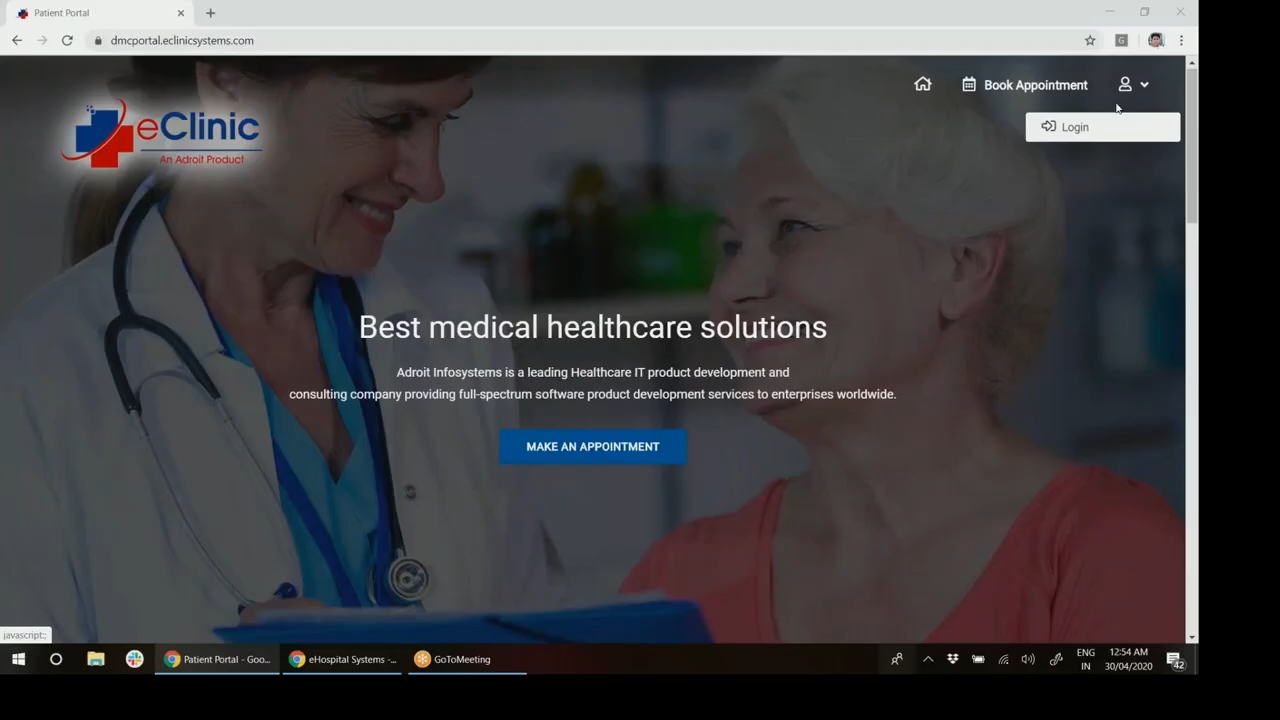 Patient Portal
dmcportal.eclinicsystems.com
G
Book Appointment
eClinic
An Adroit Product
Login
Best medical healthcare solutions
Adroit Infosystems is a leading Healthcare IT product development and
consulting company providing full-spectrum software product development services to enterprises worldwide.
MAKE AN APPOINTMENT
javascript:;
Patient Portal - Goo...
eHospital Systems -...
GoToMeeting
ENG
IN
12:54 AM
30/04/2020
42